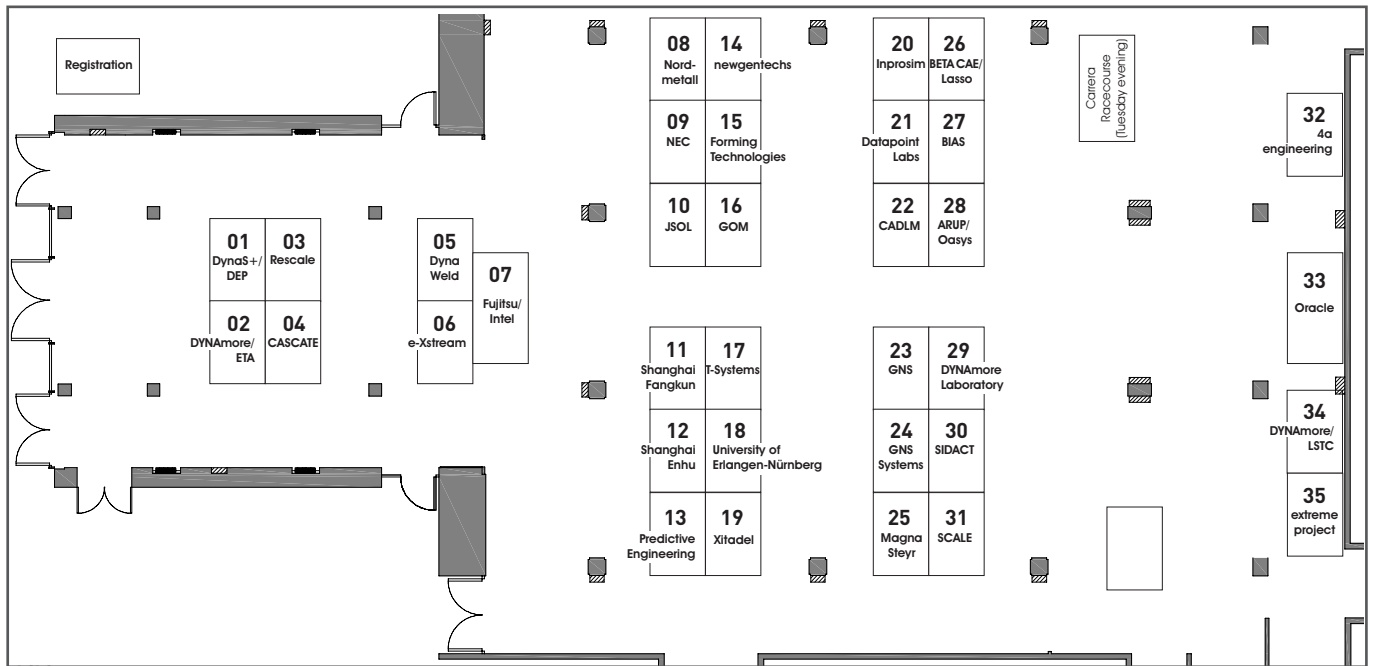 Registration
01
DynaS+/
DEP
02
DYNAmore/
ETA
03
Rescale
04
CASCATE
05
Dyna
Weld
06
e-Xstream
07
Fujitsu/
Intel
08
Nord-
metall
09
NEC
10
JSOL
11
Shanghai
Fangkun
12
Shanghai
Enhu
13
Predictive
Engineering
14
newgentechs
15
Forming
Technologies
16
GOM
17
T-Systems
18
University of
Erlangen-Nürnberg
19
Xitadel
20
Inprosim
21
Datapoint
Labs
22
CADLM
23
GNS
24
GNS
Systems
25
Magna
Steyr
26
BETA CAE/
Lasso
27
BIAS
28
ARUP/
Oasys
29
DYNAmore
Laboratory
30
SIDACT
31
SCALE
Carrera
Racecourse
(Tuesday evening)
32
4a
engineering
33
Oracle
34
DYNAmore/
LSTC
35
extreme
project